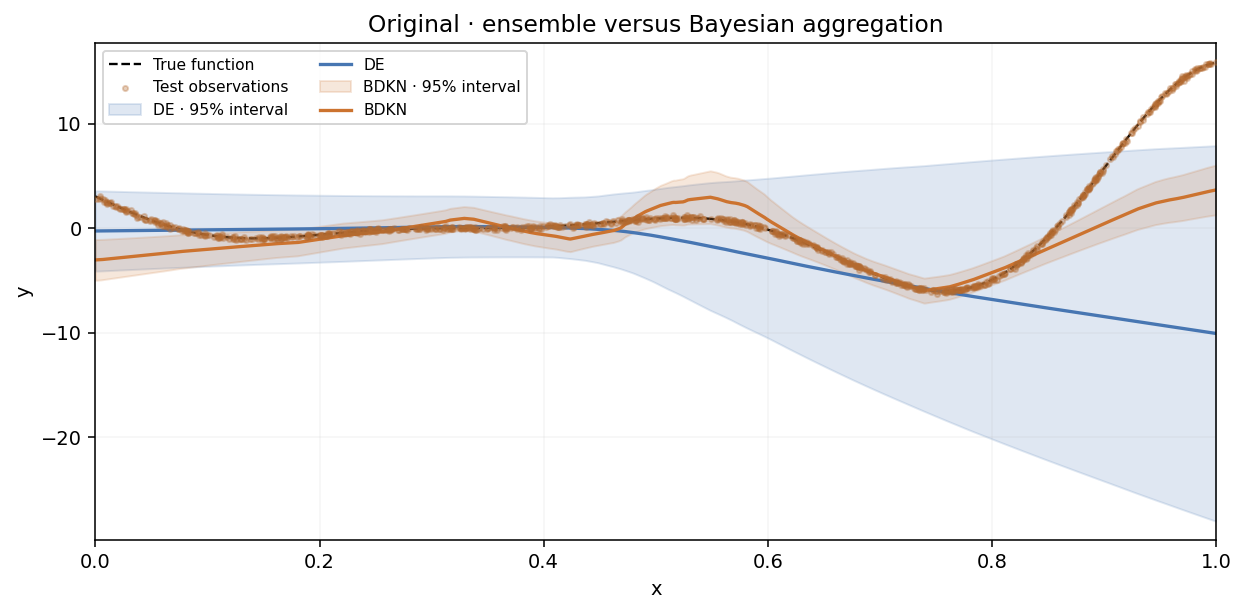 Original · ensemble versus Bayesian aggregation
True function
Test observations
DE · 95% interval
DE
BDKN · 95% interval
BDKN
y
10
0
−10
−20
0.0 0.2 0.4 0.6 0.8 1.0
x